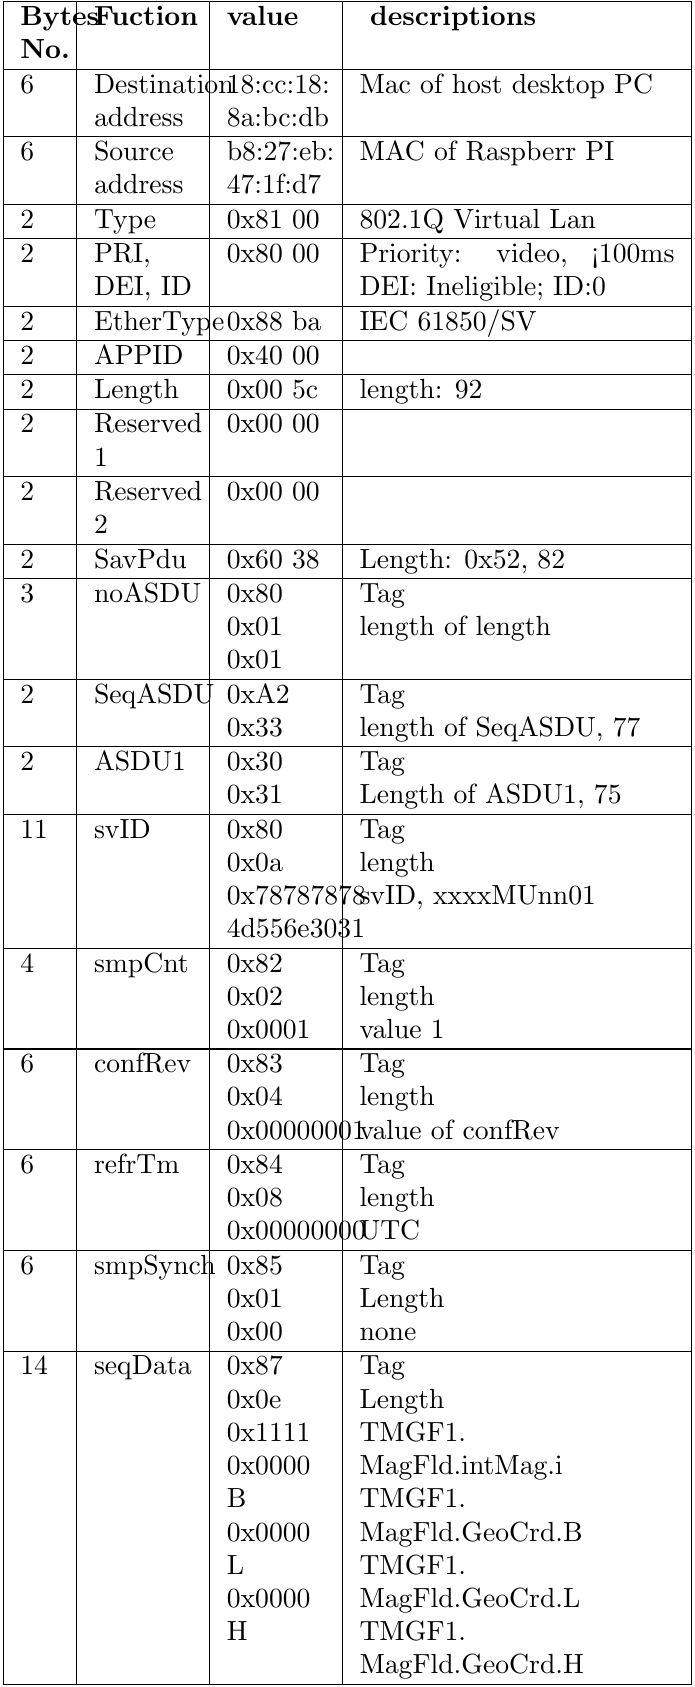 Bytes Fuction value descriptions
No.
6 Destination 18:cc:18: Mac of host desktop PC
address 8a:bc:db
6 Source b8:27:eb: MAC of Raspberr PI
address 47:1f:d7
2 Type 0x81 00 802.1Q Virtual Lan
2 PRI, 0x80 00 Priority: video, ¡100ms
DEI, ID DEI: Ineligible; ID:0
2 EtherType 0x88 ba IEC 61850/SV
2 APPID 0x40 00
2 Length 0x00 5c length: 92
2 Reserved 0x00 00
1
2 Reserved 0x00 00
2
2 SavPdu 0x60 38 Length: 0x52, 82
3 noASDU 0x80 Tag
0x01 length of length
0x01
2 SeqASDU 0xA2 Tag
0x33 length of SeqASDU, 77
2 ASDU1 0x30 Tag
0x31 Length of ASDU1, 75
11 svID 0x80 Tag
0x0a length
0x78787878 svID, xxxxMUnn01
4d556e3031
4 smpCnt 0x82 Tag
0x02 length
0x0001 value 1
6 confRev 0x83 Tag
0x04 length
0x00000001 value of confRev
6 refrTm 0x84 Tag
0x08 length
0x00000000 UTC
6 smpSynch 0x85 Tag
0x01 Length
0x00 none
14 seqData 0x87 Tag
0x0e Length
0x1111 TMGF1.
0x0000 MagFld.intMag.i
B TMGF1.
0x0000 MagFld.GeoCrd.B
L TMGF1.
0x0000 MagFld.GeoCrd.L
H TMGF1.
MagFld.GeoCrd.H